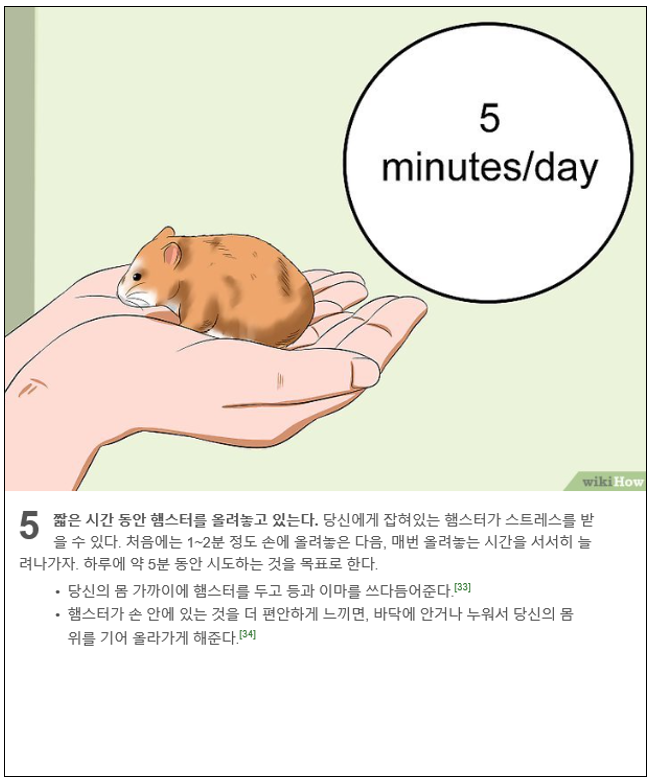 5
minutes/day
wikiHow
5 짧은 시간 동안 햄스터를 올려놓고 있는다. 당신에게 잡혀있는 햄스터가 스트레스를 받
을 수 있다. 처음에는 1~2분 정도 손에 올려놓은 다음, 매번 올려놓는 시간을 서서히 늘
려나가자. 하루에 약 5분 동안 시도하는 것을 목표로 한다.
• 당신의 몸 가까이에 햄스터를 두고 등과 이마를 쓰다듬어준다.[33]
• 햄스터가 손 안에 있는 것을 더 편안하게 느끼면, 바닥에 안거나 누워서 당신의 몸
위를 기어 올라가게 해준다.[34]